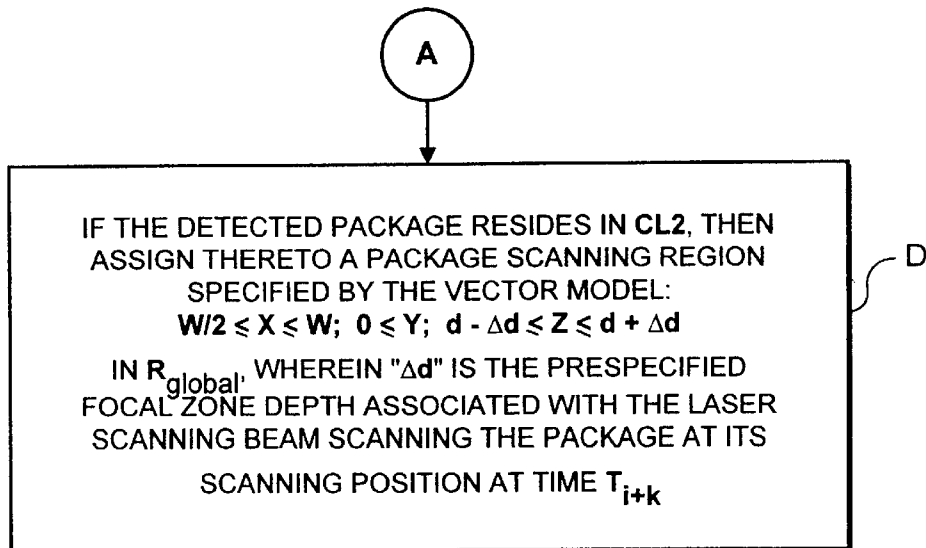 A
IF THE DETECTED PACKAGE RESIDES IN CL2, THEN
ASSIGN THERETO A PACKAGE SCANNING REGION
SPECIFIED BY THE VECTOR MODEL:
W/2 ⩽ X ⩽ W; 0 ⩽ Y; d - Δd ⩽ Z ⩽ d + Δd
IN R_global, WHEREIN "Δd" IS THE PRESPECIFIED
FOCAL ZONE DEPTH ASSOCIATED WITH THE LASER
SCANNING BEAM SCANNING THE PACKAGE AT ITS
SCANNING POSITION AT TIME T_i+k
D